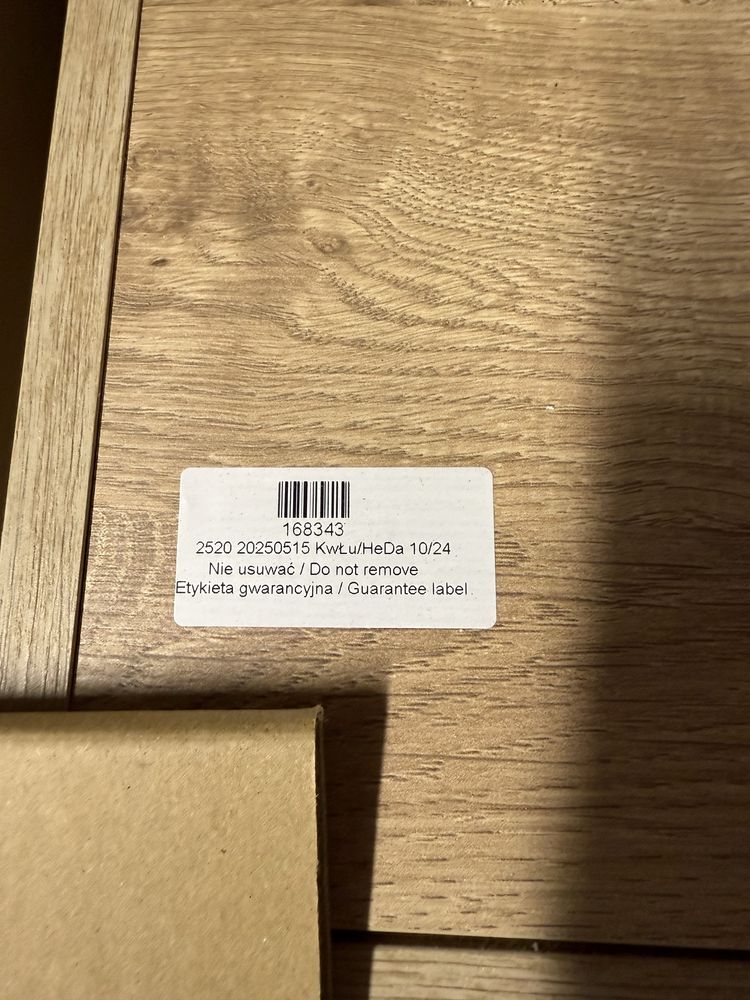 168343
2520 20250515 KwŁu/HeDa 10/24
Nie usuwać / Do not remove
Etykieta gwarancyjna / Guarantee label